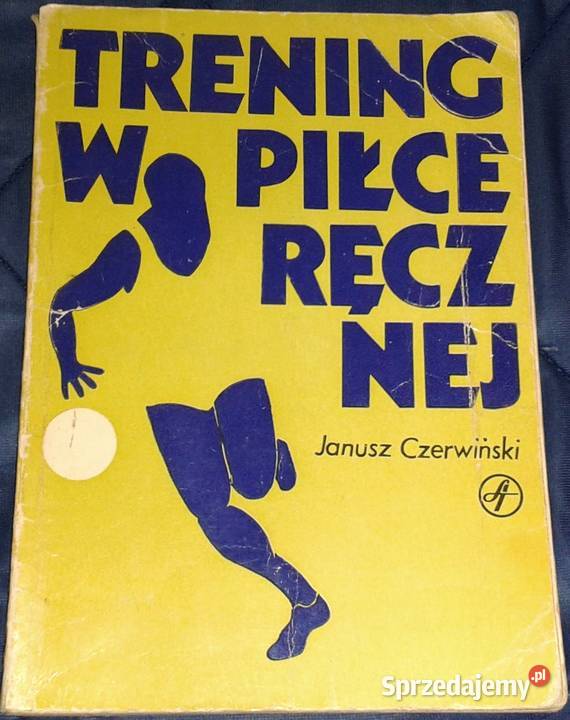 TRENING
W PIŁCE
RĘCZ
NEJ
Janusz Czerwiński
Sprzedajemy.pl